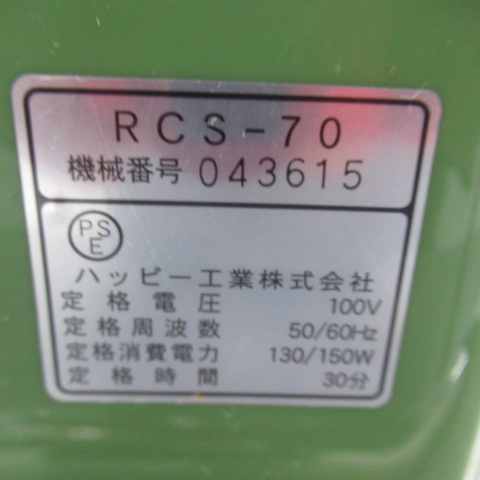 RCS-70
機械番号 043615
PSE
ハッピー工業株式会社
定格電圧 100V
定格周波数 50/60Hz
定格消費電力 130/150W
定格時間 30分